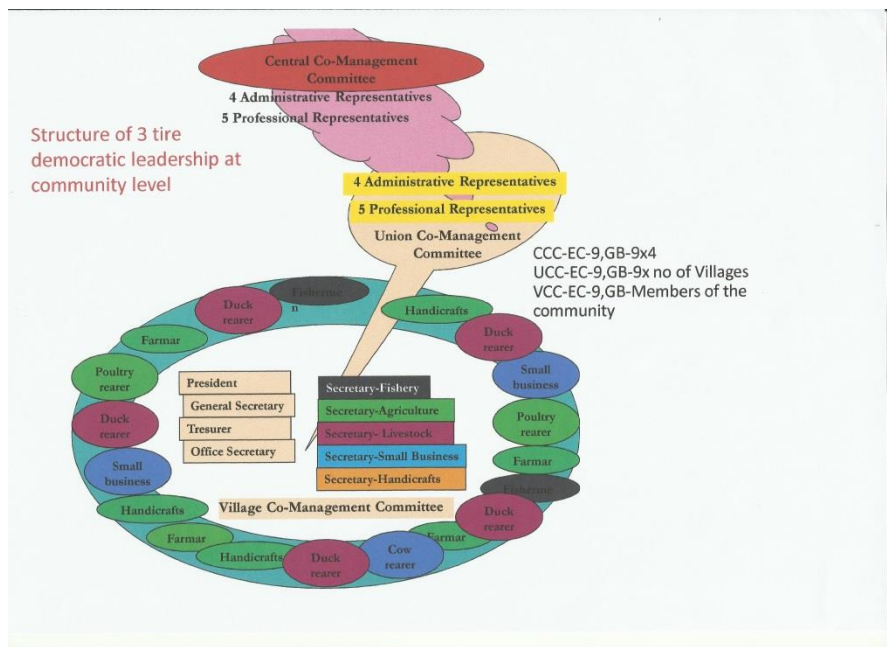 Central Co-Management
Committee
4 Administrative Representatives
5 Professional Representatives
Structure of 3 tire
democratic leadership at
community level
4 Administrative Representatives
5 Professional Representatives
Union Co-Management
Committee
CCC-EC-9,GB-9x4
UCC-EC-9,GB-9x no of Villages
VCC-EC-9,GB-Members of the
community
Fishermen
Duck
rearer
Handicrafts
Farmar
Duck
rearer
Poultry
rearer
Small
business
President
General Secretary
Tresurer
Office Secretary
Secretary-Fishery
Secretary-Agriculture
Secretary- Livestock
Secretary-Small Business
Secretary-Handicrafts
Duck
rearer
Poultry
rearer
Small
business
Farmar
Handicrafts
Village Co-Management Committee
Duck
rearer
Farmar
Farmar
Handicrafts
Duck
rearer
Cow
rearer